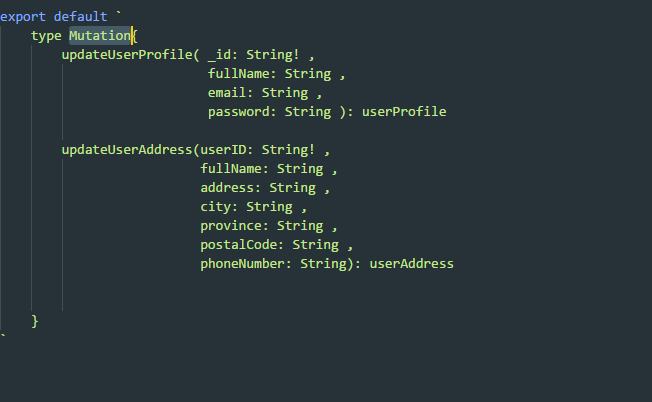 export default `
type Mutation{
updateUserProfile( _id: String! ,
fullName: String ,
email: String ,
password: String ): userProfile
updateUserAddress(userID: String! ,
fullName: String ,
address: String ,
city: String ,
province: String ,
postalCode: String ,
phoneNumber: String): userAddress
}
`